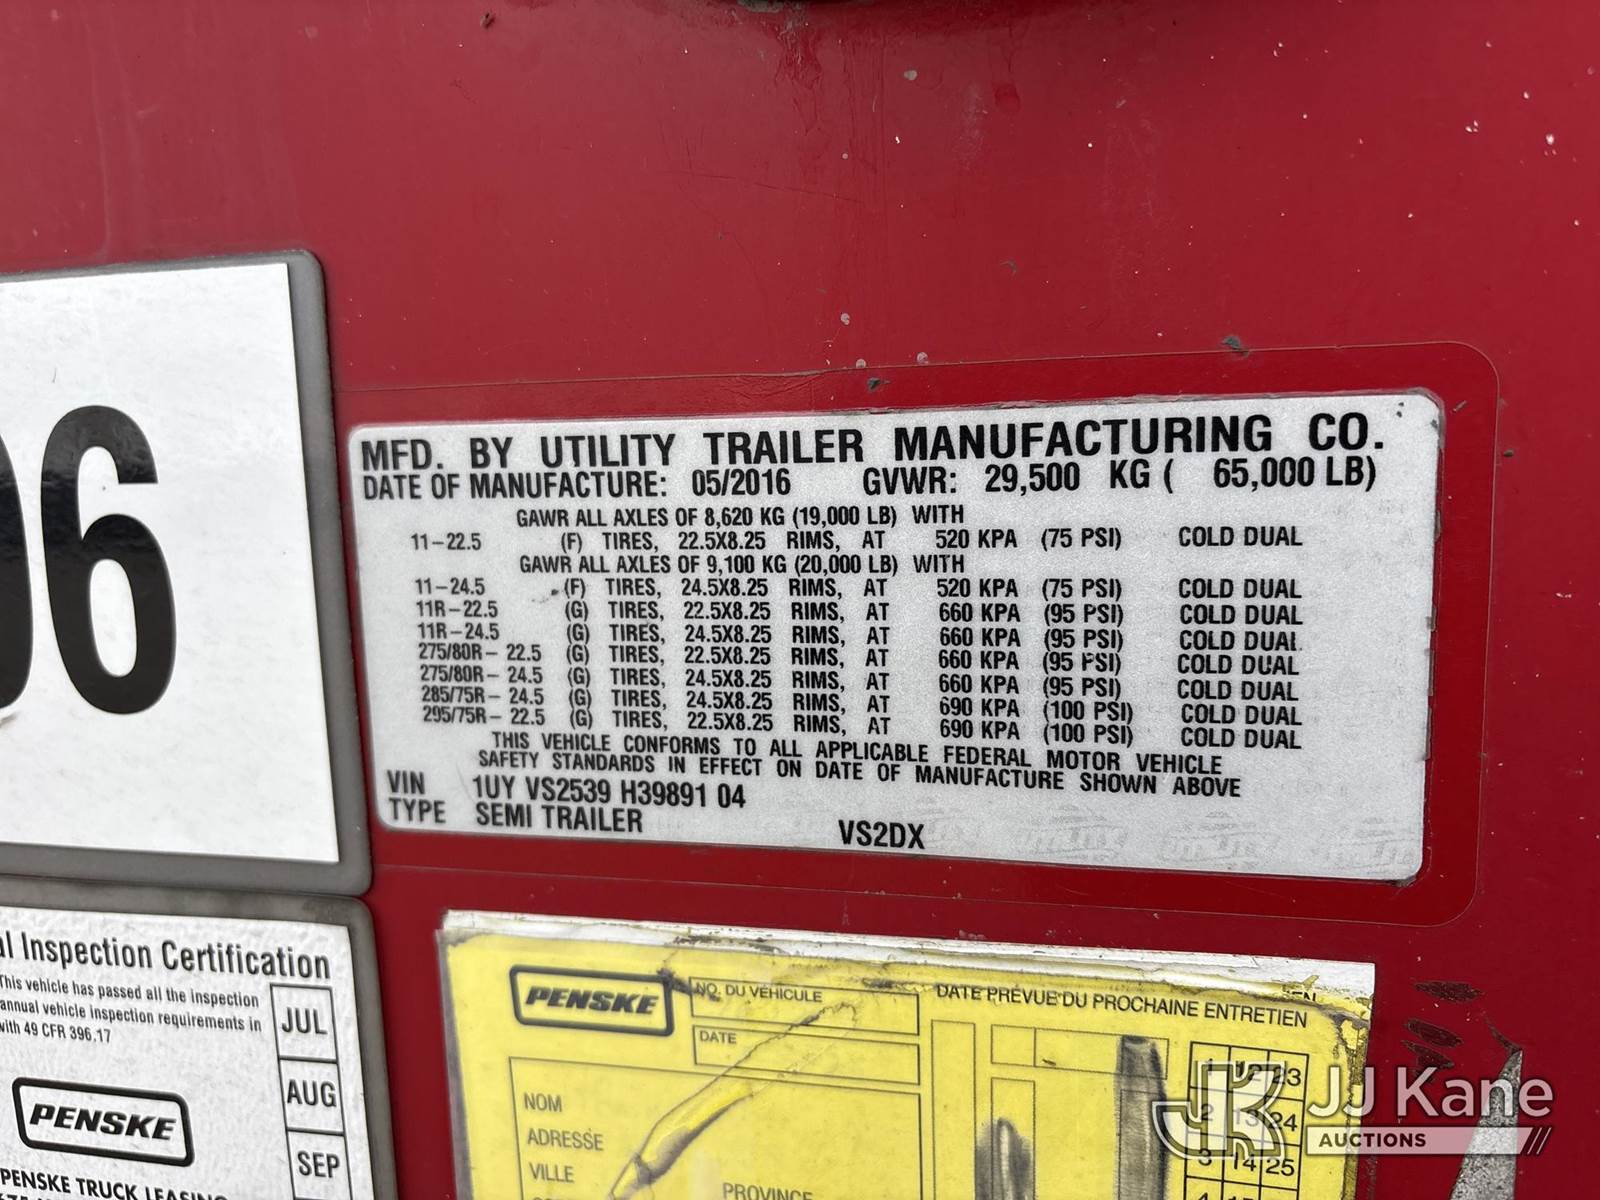 06
MFD. BY UTILITY TRAILER MANUFACTURING CO.
DATE OF MANUFACTURE: 05/2016 GVWR: 29,500 KG ( 65,000 LB)
GAWR ALL AXLES OF 8,620 KG (19,000 LB) WITH
11-22.5 (F) TIRES, 22.5X8.25 RIMS, AT 520 KPA (75 PSI) COLD DUAL
GAWR ALL AXLES OF 9,100 KG (20,000 LB) WITH
11-24.5 (F) TIRES, 24.5X8.25 RIMS, AT 520 KPA (75 PSI) COLD DUAL
11R-22.5 (G) TIRES, 22.5X8.25 RIMS, AT 660 KPA (95 PSI) COLD DUAL
11R-24.5 (G) TIRES, 24.5X8.25 RIMS, AT 660 KPA (95 PSI) COLD DUAL
275/80R- 22.5 (G) TIRES, 22.5X8.25 RIMS, AT 660 KPA (95 PSI) COLD DUAL
275/80R- 24.5 (G) TIRES, 24.5X8.25 RIMS, AT 660 KPA (95 PSI) COLD DUAL
285/75R- 24.5 (G) TIRES, 24.5X8.25 RIMS, AT 690 KPA (100 PSI) COLD DUAL
295/75R- 22.5 (G) TIRES, 22.5X8.25 RIMS, AT 690 KPA (100 PSI) COLD DUAL
THIS VEHICLE CONFORMS TO ALL APPLICABLE FEDERAL MOTOR VEHICLE
SAFETY STANDARDS IN EFFECT ON DATE OF MANUFACTURE SHOWN ABOVE
VIN 1UY VS2539 H39891 04
TYPE SEMI TRAILER VS2DX
al Inspection Certification
This vehicle has passed all the inspection
annual vehicle inspection requirements in
with 49 CFR 396.17
JUL
AUG
SEP
PENSKE
PENSKE TRUCK LEASING
PENSKE
NO. DU VÉHICULE
DATE
DATE PRÉVUE DU PROCHAINE ENTRETIEN
NOM
ADRESSE
VILLE
PROVINCE
1 12 23
2 13 24
3 14 25
JJ Kane
AUCTIONS